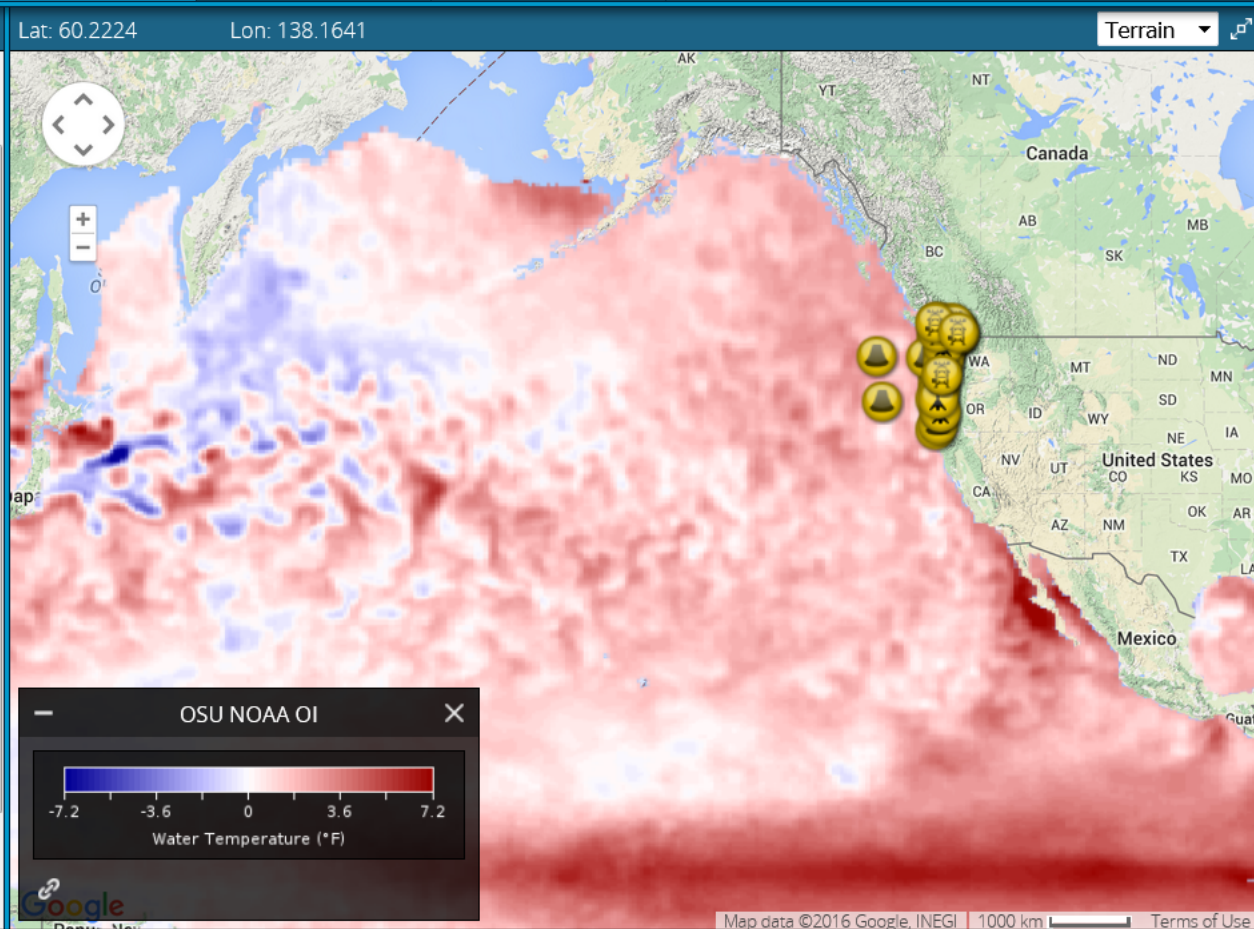 Lat: 60.2224 Lon: 138.1641 Terrain
AK
YT
NT
Canada
AB
MB
BC
SK
WA
MT
ND
MN
OR
ID
SD
WY
NE
IA
NV
UT
United States
CO
KS
MO
CA
OK
AR
AZ
NM
TX
LA
Mexico
OSU NOAA OI
-7.2 -3.6 0 3.6 7.2
Water Temperature (°F)
Google
Map data ©2016 Google, INEGI 1000 km Terms of Use